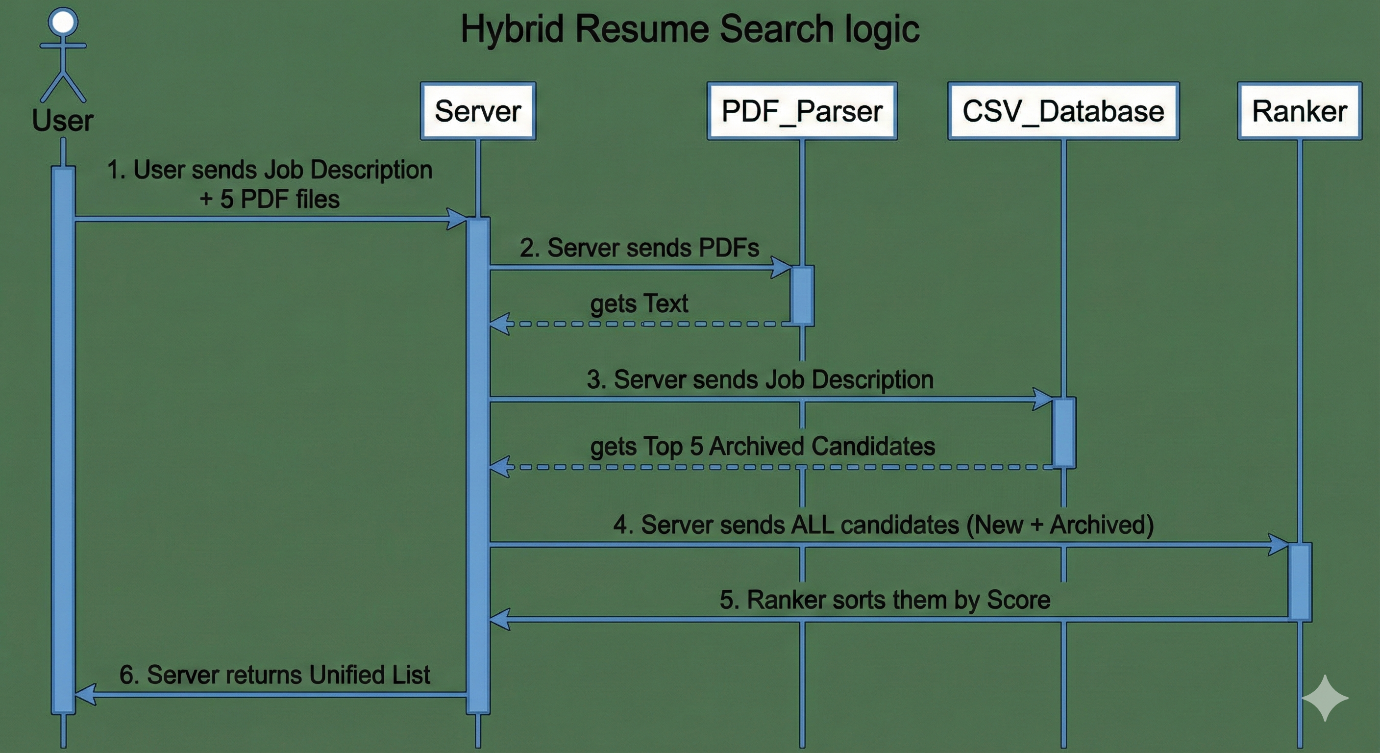 Hybrid Resume Search logic
User
Server
PDF_Parser
CSV_Database
Ranker
1. User sends Job Description
+ 5 PDF files
2. Server sends PDFs
gets Text
3. Server sends Job Description
gets Top 5 Archived Candidates
4. Server sends ALL candidates (New + Archived)
5. Ranker sorts them by Score
6. Server returns Unified List